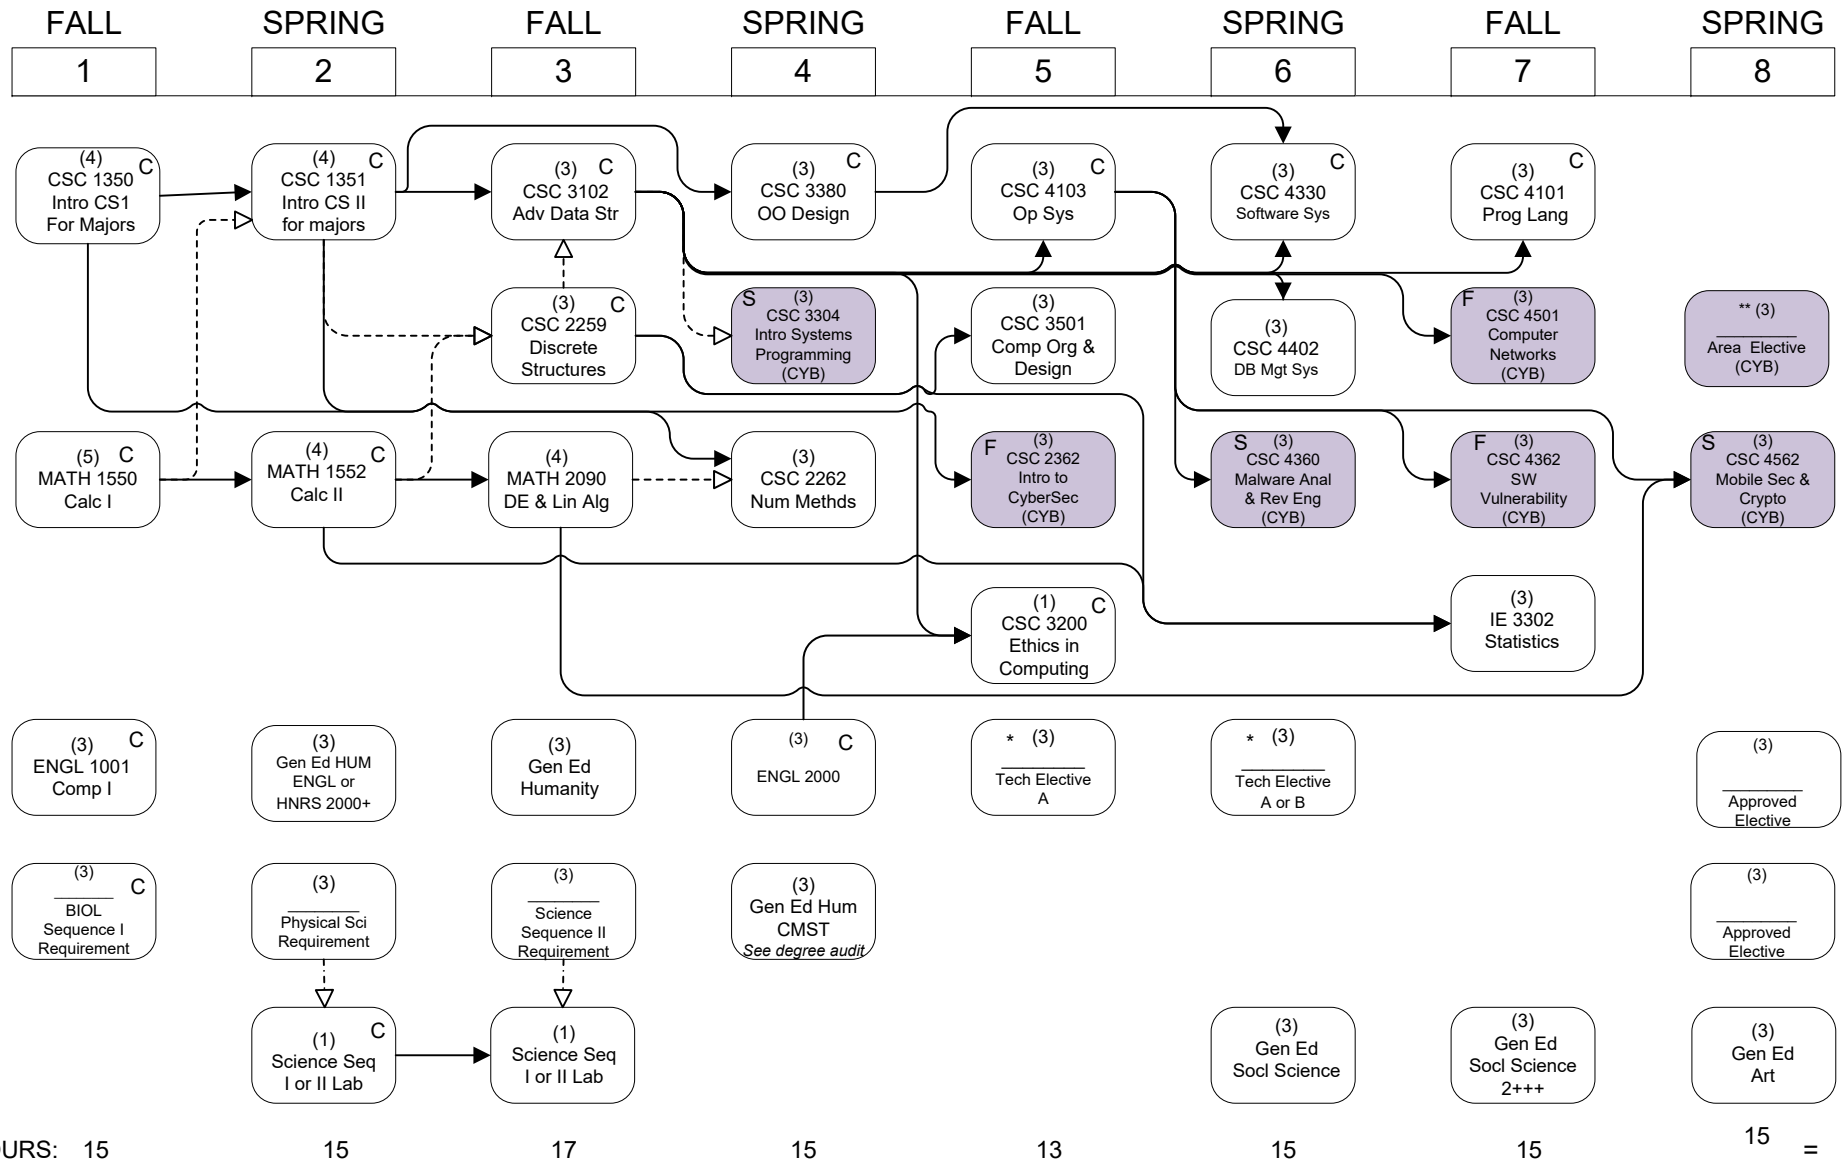 FALL
SPRING
FALL
SPRING
FALL
SPRING
FALL
SPRING
1
2
3
4
5
6
7
8
(4)
C
CSC 1350
Intro CS1
For Majors
(4)
C
CSC 1351
Intro CS II
for majors
(3)
C
CSC 3102
Adv Data Str
(3)
C
CSC 3380
OO Design
(3)
C
CSC 4103
Op Sys
(3)
C
CSC 4330
Software Sys
(3)
C
CSC 4101
Prog Lang
(3)
C
CSC 2259
Discrete
Structures
S
(3)
CSC 3304
Intro Systems
Programming
(CYB)
(3)
CSC 3501
Comp Org &
Design
(3)
CSC 4402
DB Mgt Sys
F
(3)
CSC 4501
Computer
Networks
(CYB)
** (3)
_________
Area Elective
(CYB)
(5)
C
MATH 1550
Calc I
(4)
C
MATH 1552
Calc II
(4)
MATH 2090
DE & Lin Alg
(3)
CSC 2262
Num Methds
F
(3)
CSC 2362
Intro to
CyberSec
(CYB)
S
(3)
CSC 4360
Malware Anal
& Rev Eng
(CYB)
F
(3)
CSC 4362
SW
Vulnerability
(CYB)
S
(3)
CSC 4562
Mobile Sec &
Crypto
(CYB)
(1)
C
CSC 3200
Ethics in
Computing
(3)
IE 3302
Statistics
(3)
C
ENGL 1001
Comp I
(3)
Gen Ed HUM
ENGL or
HNRS 2000+
(3)
Gen Ed
Humanity
(3)
C
ENGL 2000
* (3)
_________
Tech Elective
A
* (3)
_________
Tech Elective
A or B
(3)
_________
Approved
Elective
(3)
C
_______
BIOL
Sequence I
Requirement
(3)
________
Physical Sci
Requirement
(3)
________
Science
Sequence II
Requirement
(3)
Gen Ed Hum
CMST
See degree audit
(3)
_________
Approved
Elective
(1)
C
Science Seq
I or II Lab
(1)
Science Seq
I or II Lab
(3)
Gen Ed
Socl Science
(3)
Gen Ed
Socl Science
2+++
(3)
Gen Ed
Art
OURS: 15 15 17 15 13 15 15 15 =